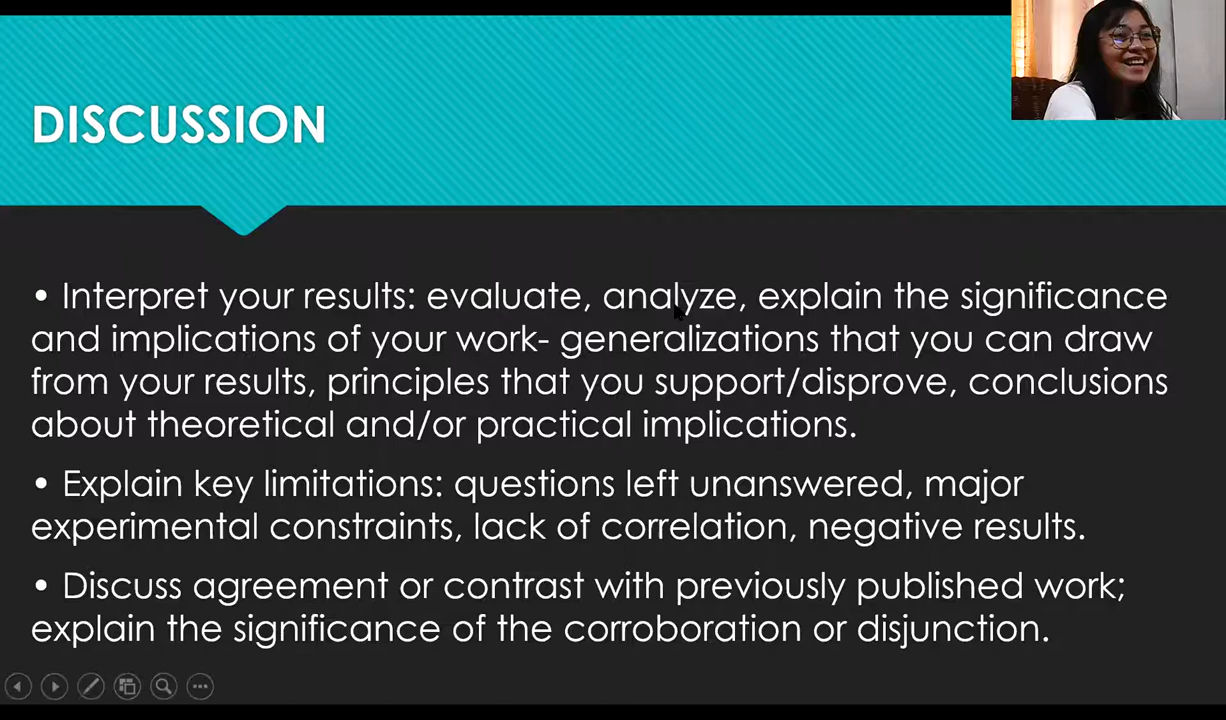 DISCUSSION
• Interpret your results: evaluate, analyze, explain the significance
and implications of your work- generalizations that you can draw
from your results, principles that you support/disprove, conclusions
about theoretical and/or practical implications.
• Explain key limitations: questions left unanswered, major
experimental constraints, lack of correlation, negative results.
• Discuss agreement or contrast with previously published work;
explain the significance of the corroboration or disjunction.